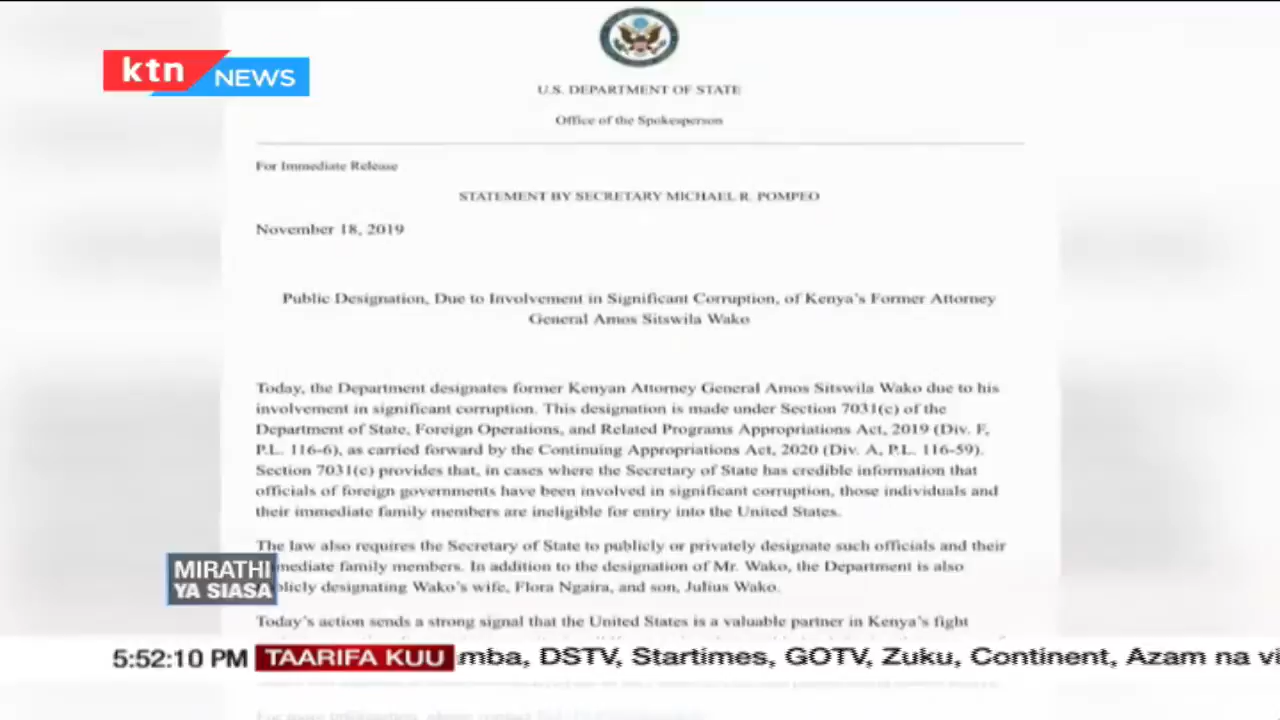 ktn NEWS
U.S. DEPARTMENT OF STATE
Office of the Spokesperson
For Immediate Release
STATEMENT BY SECRETARY MICHAEL R. POMPEO
November 18, 2019
Public Designation, Due to Involvement in Significant Corruption, of Kenya's Former Attorney
General Amos Sitswila Wako
Today, the Department designates former Kenyan Attorney General Amos Sitswila Wako due to his
involvement in significant corruption. This designation is made under Section 7031(c) of the
Department of State, Foreign Operations, and Related Programs Appropriations Act, 2019 (Div. F,
P.L. 116-6), as carried forward by the Continuing Appropriations Act, 2020 (Div. A, P.L. 116-59).
Section 7031(c) provides that, in cases where the Secretary of State has credible information that
officials of foreign governments have been involved in significant corruption, those individuals and
their immediate family members are ineligible for entry into the United States.
The law also requires the Secretary of State to publicly or privately designate such officials and their
mediate family members. In addition to the designation of Mr. Wako, the Department is also
blicly designating Wako's wife, Flora Ngaira, and son, Julius Wako.
Today's action sends a strong signal that the United States is a valuable partner in Kenya's fight
MIRATHI
YA SIASA
5:52:10 PM TAARIFA KUU mba, DSTV, Startimes, GOTV, Zuku, Continent, Azam na vi